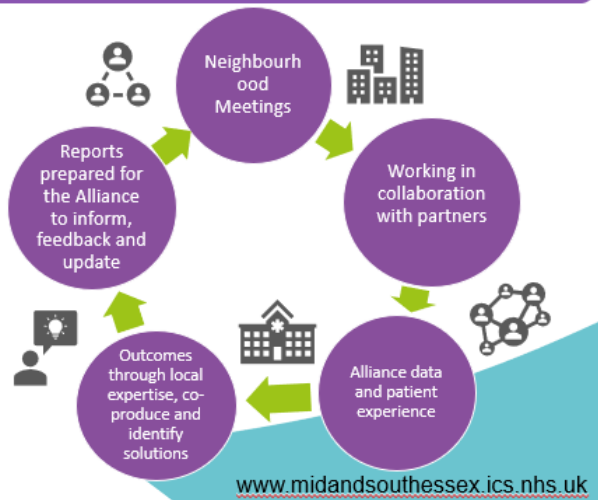 Neighbourh
ood
Meetings
Working in
collaboration
with partners
Alliance data
and patient
experience
Outcomes
through local
expertise, co-
produce and
identify
solutions
Reports
prepared for
the Alliance
to inform,
feedback and
update
www.midandsouthessex.ics.nhs.uk